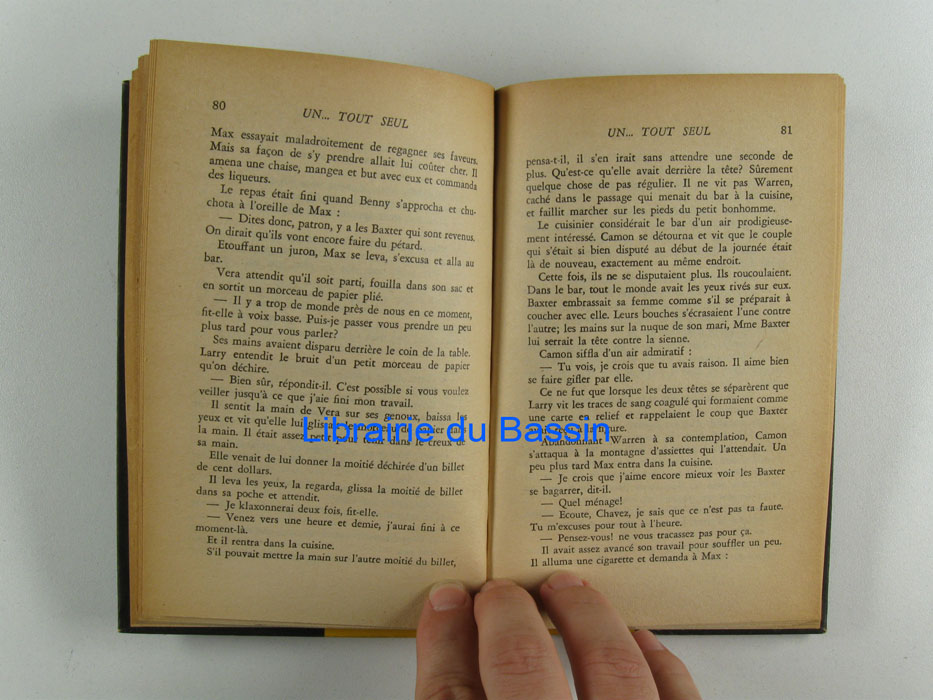 80
UN... TOUT SEUL
Max essayait maladroitement de regagner ses faveurs.
Mais sa façon de s'y prendre allait lui coûter cher. Il
amena une chaise, mangea et but avec eux et commanda
des liqueurs.
Le repas était fini quand Benny s'approcha et chu-
chota à l'oreille de Max :
— Dites donc, patron, y a les Baxter qui sont revenus.
On dirait qu'ils vont encore faire du pétard.
Etouffant un juron, Max se leva, s'excusa et alla au
bar.
Vera attendit qu'il soit parti, fouilla dans son sac et
en sortit un morceau de papier plié.
— Il y a trop de monde près de nous en ce moment,
fit-elle à voix basse. Puis-je passer vous prendre un peu
plus tard pour vous parler?
Ses mains avaient disparu derrière le coin de la table.
Larry entendit le bruit d'un petit morceau de papier
qu'on déchire.
— Bien sûr, répondit-il. C'est possible si vous voulez
veiller jusqu'à ce que j'aie fini mon travail.
Il sentit la main de Vera sur ses genoux, baissa les
yeux et vit qu'elle lui glissait le morceau de papier dans
la main. Il était assez petit pour tenir dans le creux de
sa main.
Elle venait de lui donner la moitié déchirée d'un billet
de cent dollars.
Il leva les yeux, la regarda, glissa la moitié de billet
dans sa poche et attendit.
— Je klaxonnerai deux fois, fit-elle.
— Venez vers une heure et demie, j'aurai fini à ce
moment-là.
Et il rentra dans la cuisine.
S'il pouvait mettre la main sur l'autre moitié du billet,
UN... TOUT SEUL
81
pensa-t-il, il s'en irait sans attendre une seconde de
plus. Qu'est-ce qu'elle avait derrière la tête? Sûrement
quelque chose de pas régulier. Il ne vit pas Warren,
caché dans le passage qui menait du bar à la cuisine,
et faillit marcher sur les pieds du petit bonhomme.
Le cuisinier considérait le bar d'un air prodigieuse-
ment intéressé. Camon se détourna et vit que le couple
qui s'était si bien disputé au début de la journée était
là de nouveau, exactement au même endroit.
Cette fois, ils ne se disputaient plus. Ils roucoulaient.
Dans le bar, tout le monde avait les yeux rivés sur eux.
Baxter embrassait sa femme comme s'il se préparait à
coucher avec elle. Leurs bouches s'écrasaient l'une contre
l'autre; les mains sur la nuque de son mari, Mme Baxter
lui serrait la tête contre la sienne.
Camon siffla d'un air admiratif :
— Tu vois, je crois que tu avais raison. Il aime bien
se faire gifler par elle.
Ce ne fut que lorsque les deux têtes se séparèrent que
Larry vit les traces de sang coagulé qui formaient comme
une carte en relief et rappelaient le coup que Baxter
à la figure.
Abandonnant Warren à sa contemplation, Camon
s'attaqua à la montagne d'assiettes qui l'attendait. Un
peu plus tard Max entra dans la cuisine.
— Je crois que j'aime encore mieux voir les Baxter
se bagarrer, dit-il.
— Quel ménage!
— Ecoute, Chavez, je sais que ce n'est pas ta faute.
Tu m'excuses pour tout à l'heure.
— Pensez-vous! ne vous tracassez pas pour ça.
Il avait assez avancé son travail pour souffler un peu.
Il alluma une cigarette et demanda à Max :
Librairie du Bassin